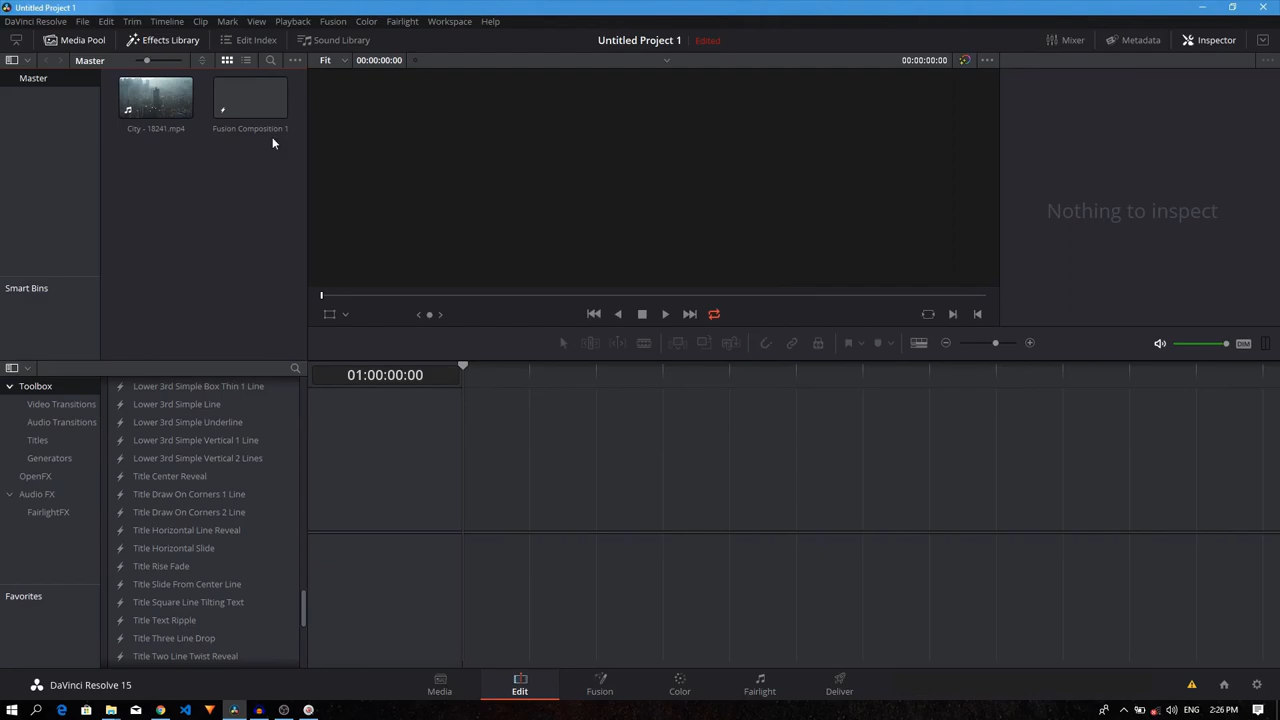 Untitled Project 1
DaVinci Resolve File Edit Trim Timeline Clip Mark View Playback Fusion Color Fairlight Workspace Help
Media Pool Effects Library Edit Index Sound Library Untitled Project 1 Edited Mixer Metadata Inspector
Master Fit 00:00:00:00 00:00:00:00
Master
City - 18241.mp4 Fusion Composition 1
Nothing to inspect
Smart Bins
DIM
01:00:00:00
Toolbox
Video Transitions
Audio Transitions
Titles
Generators
OpenFX
Audio FX
FairlightFX
Favorites
Lower 3rd Simple Box Thin 1 Line
Lower 3rd Simple Line
Lower 3rd Simple Underline
Lower 3rd Simple Vertical 1 Line
Lower 3rd Simple Vertical 2 Lines
Title Center Reveal
Title Draw On Corners 1 Line
Title Draw On Corners 2 Line
Title Horizontal Line Reveal
Title Horizontal Slide
Title Rise Fade
Title Slide From Center Line
Title Square Line Tilting Text
Title Text Ripple
Title Three Line Drop
Title Two Line Twist Reveal
DaVinci Resolve 15 Media Edit Fusion Color Fairlight Deliver
ENG 2:26 PM